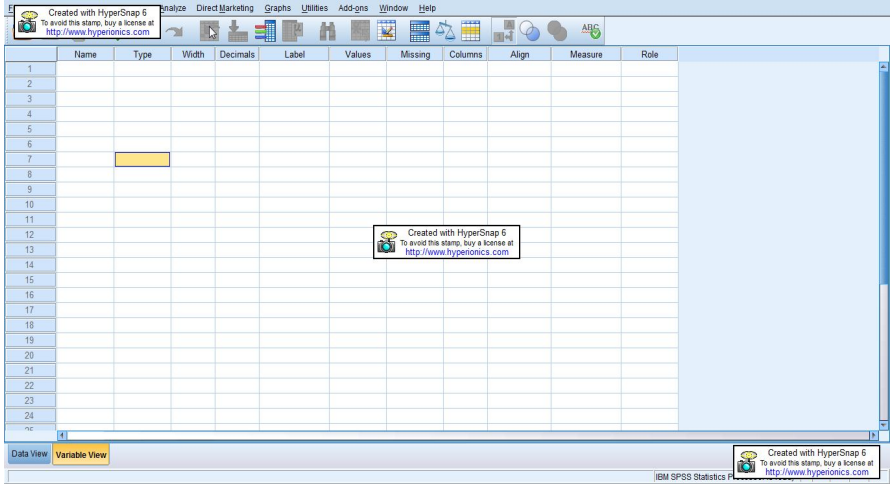 F
Created with HyperSnap 6
To avoid this stamp, buy a license at
http://www.hyperionics.com
Direct Marketing Graphs Utilities Add-ons Window Help
ABC
Name Type Width Decimals Label Values Missing Columns Align Measure Role
1
2
3
4
5
6
7
8
9
10
11
12
13
14
15
16
17
18
19
20
21
22
23
24
Created with HyperSnap 6
To avoid this stamp, buy a license at
http://www.hyperionics.com
Data View Variable View
Created with HyperSnap 6
To avoid this stamp, buy a license at
http://www.hyperionics.com
IBM SPSS Statistics